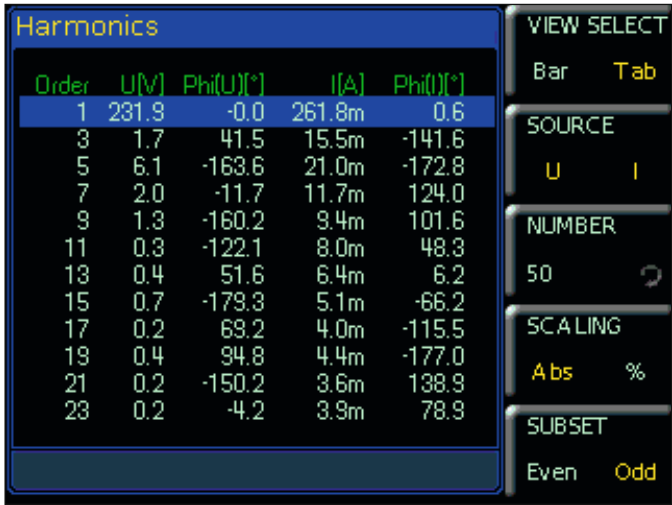 Harmonics
Order U[V] Phi(U)[°] I[A] Phi(I)[°]
1 231.9 -0.0 261.8m 0.6
3 1.7 41.5 15.5m -141.6
5 6.1 -163.6 21.0m -172.8
7 2.0 -11.7 11.7m 124.0
9 1.3 -160.2 9.4m 101.6
11 0.3 -122.1 8.0m 48.3
13 0.4 51.6 6.4m 6.2
15 0.7 -179.3 5.1m -66.2
17 0.2 69.2 4.0m -115.5
19 0.4 94.8 4.4m -177.0
21 0.2 -150.2 3.6m 138.9
23 0.2 -4.2 3.9m 78.9
VIEW SELECT
Bar Tab
SOURCE
U I
NUMBER
50
SCALING
Abs %
SUBSET
Even Odd